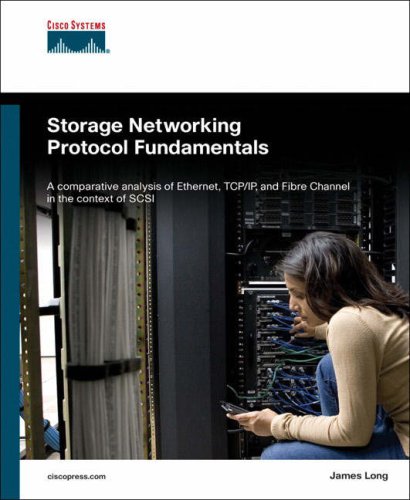 CISCO SYSTEMS
®
Storage Networking
Protocol Fundamentals
A comparative analysis of Ethernet, TCP/IP, and Fibre Channel
in the context of SCSI
ciscopress.com
James Long